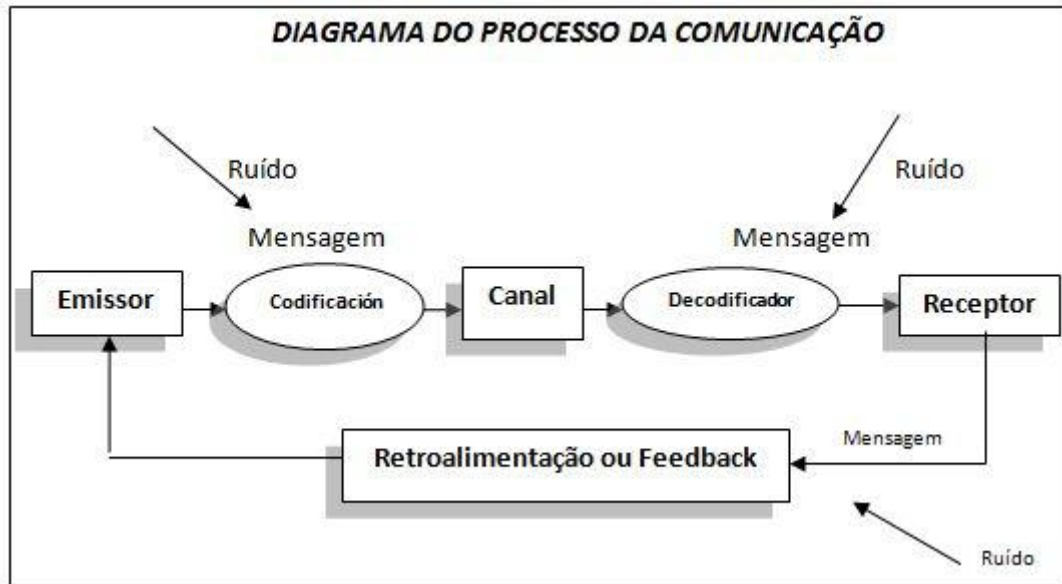 DIAGRAMA DO PROCESSO DA COMUNICAÇÃO
Ruído
Ruído
Mensagem
Mensagem
Emissor
Codificación
Canal
Decodificador
Receptor
Mensagem
Retroalimentação ou Feedback
Ruído